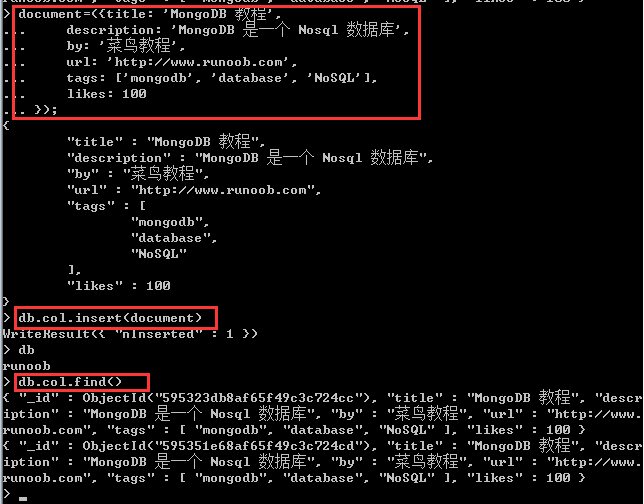 > document=({title: 'MongoDB 教程',
...     description: 'MongoDB 是一个 Nosql 数据库',
...     by: '菜鸟教程',
...     url: 'http://www.runoob.com',
...     tags: ['mongodb', 'database', 'NoSQL'],
...     likes: 100
... });
{
"title" : "MongoDB 教程",
"description" : "MongoDB 是一个 Nosql 数据库",
"by" : "菜鸟教程",
"url" : "http://www.runoob.com",
"tags" : [
"mongodb",
"database",
"NoSQL"
],
"likes" : 100
}
> db.col.insert(document)
WriteResult({ "nInserted" : 1 })
> db
runoob
> db.col.find()
{ "_id" : ObjectId("595323db8af65f49c3c724cc"), "title" : "MongoDB 教程", "descr
iption" : "MongoDB 是一个 Nosql 数据库", "by" : "菜鸟教程", "url" : "http://www.
runoob.com", "tags" : [ "mongodb", "database", "NoSQL" ], "likes" : 100 }
{ "_id" : ObjectId("595351e68af65f49c3c724cd"), "title" : "MongoDB 教程", "descr
iption" : "MongoDB 是一个 Nosql 数据库", "by" : "菜鸟教程", "url" : "http://www.
runoob.com", "tags" : [ "mongodb", "database", "NoSQL" ], "likes" : 100 }
>